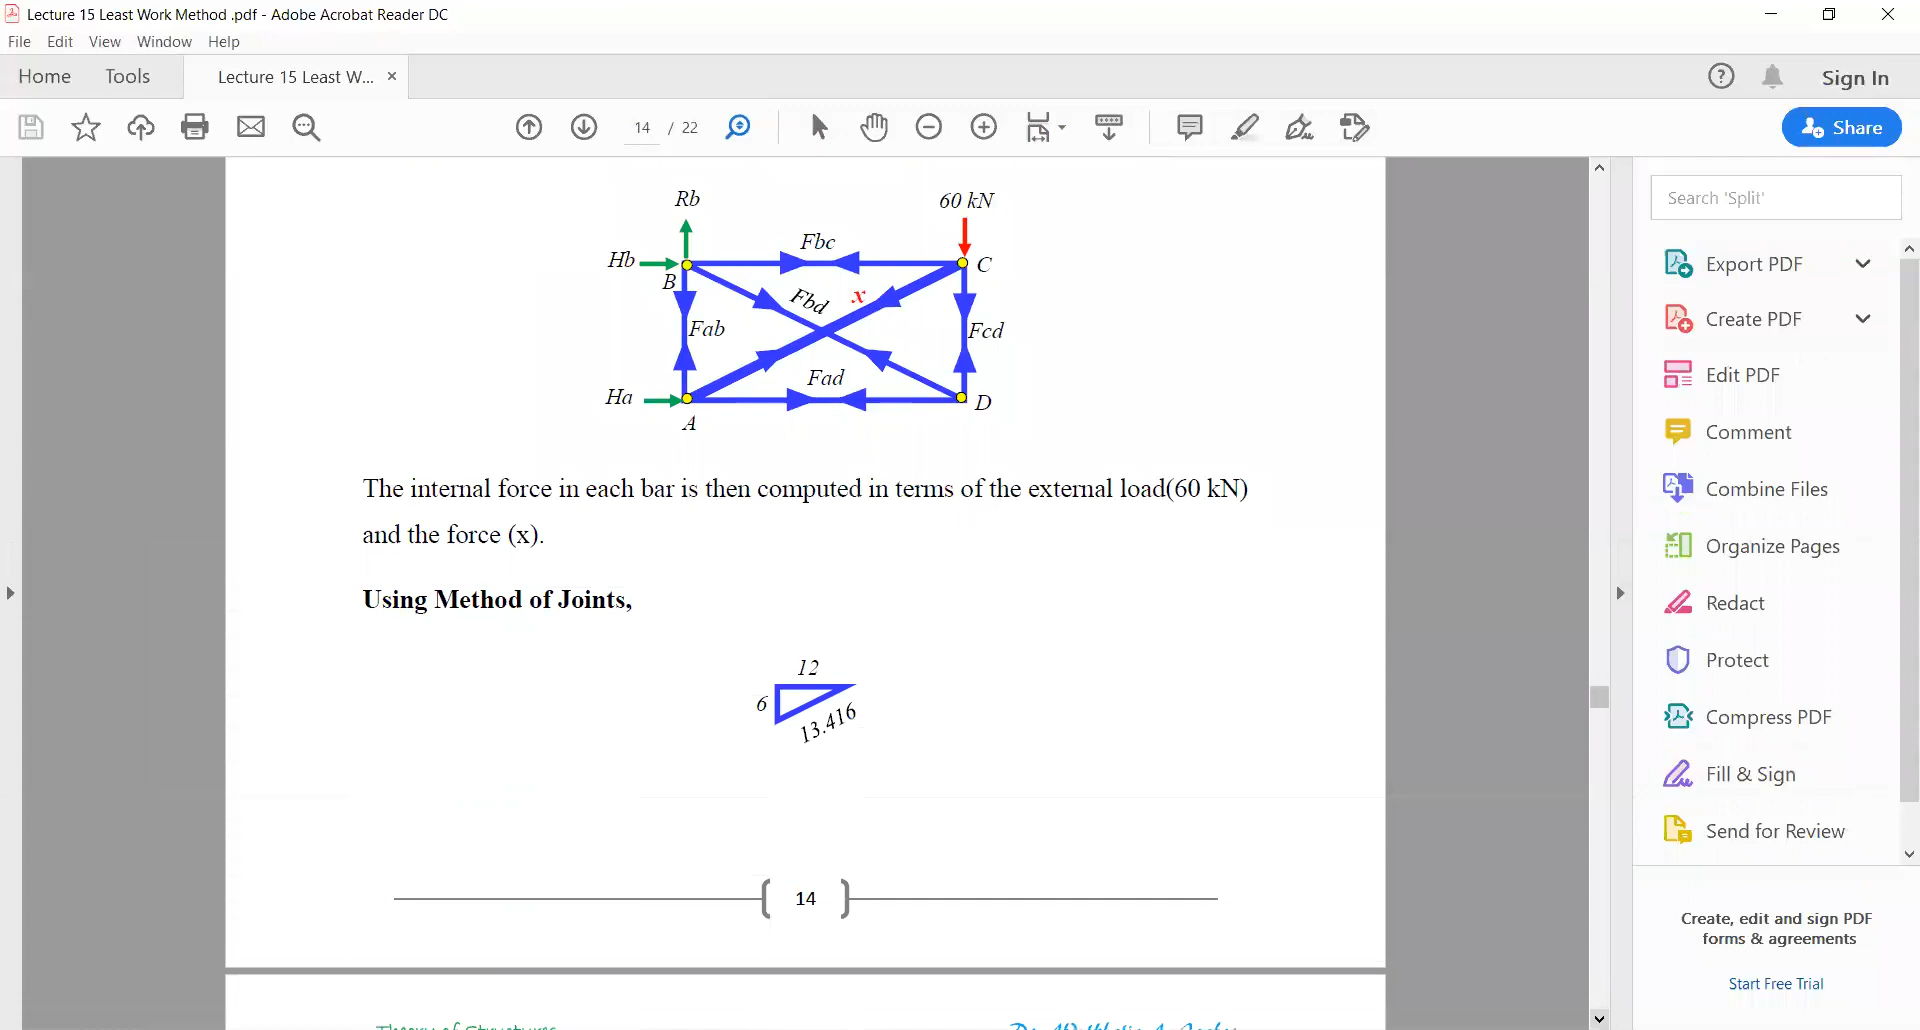 Lecture 15 Least Work Method .pdf - Adobe Acrobat Reader DC
File Edit View Window Help
Home Tools Lecture 15 Least W... × ? Sign In
14 / 22 Share
Rb 60 kN
Fbc
Hb C
B
Fbd x
Fab Fcd
Fad
Ha D
A
The internal force in each bar is then computed in terms of the external load(60 kN)
and the force (x).
Using Method of Joints,
12
6
13.416
14
Theory of Structures
Search 'Split'
Export PDF
Create PDF
Edit PDF
Comment
Combine Files
Organize Pages
Redact
Protect
Compress PDF
Fill & Sign
Send for Review
Create, edit and sign PDF
forms & agreements
Start Free Trial